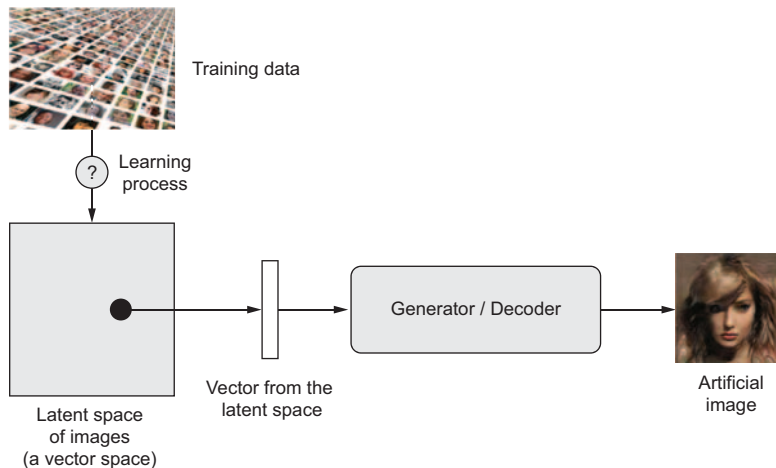 Training data
?
Learning
process
Generator / Decoder
Vector from the
latent space
Artificial
image
Latent space
of images
(a vector space)